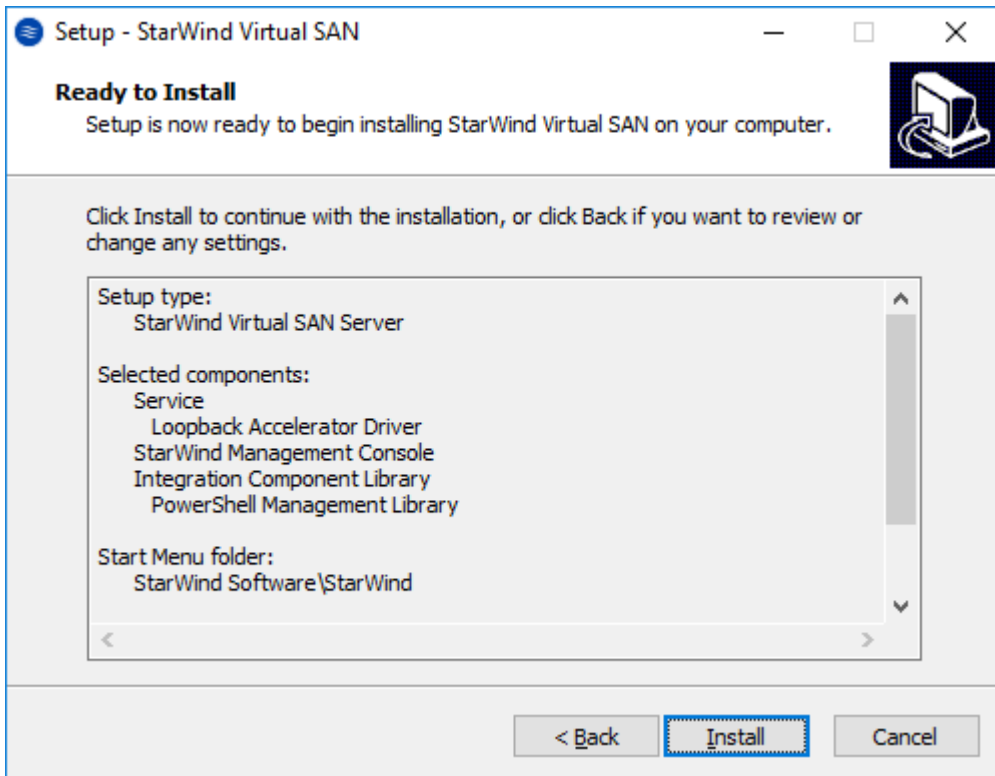 Setup - StarWind Virtual SAN
Ready to Install
Setup is now ready to begin installing StarWind Virtual SAN on your computer.
Click Install to continue with the installation, or click Back if you want to review or
change any settings.
Setup type:
StarWind Virtual SAN Server
Selected components:
Service
Loopback Accelerator Driver
StarWind Management Console
Integration Component Library
PowerShell Management Library
Start Menu folder:
StarWind Software\StarWind
< Back
Install
Cancel